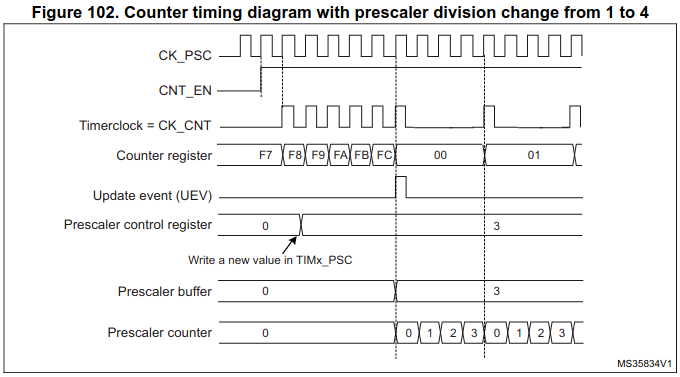 Figure 102. Counter timing diagram with prescaler division change from 1 to 4
CK_PSC
CNT_EN
Timerclock = CK_CNT
Counter register F7 F8 F9 FA FB FC 00 01
Update event (UEV)
Prescaler control register 0 3
Write a new value in TIMx_PSC
Prescaler buffer 0 3
Prescaler counter 0 0 1 2 3 0 1 2 3
MS35834V1